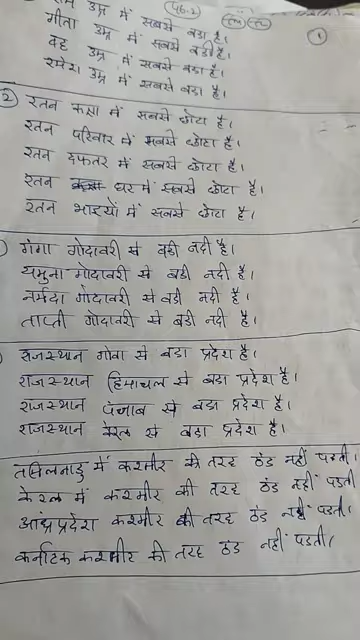 राम उम्र में सबसे बड़ा है।
गीता उम्र में सबसे बड़ी है।
वह उम्र में सबसे बड़ा है।
रमेश उम्र में सबसे बड़ा है।
② रतन कक्षा में सबसे छोटा है।
रतन परिवार में सबसे छोटा है।
रतन दफतर में सबसे छोटा है।
रतन घर में सबसे छोटा है।
रतन भाइयों में सबसे छोटा है।
गंगा गोदावरी से बड़ी नदी है।
यमुना गोदावरी से बड़ी नदी है।
नर्मदा गोदावरी से बड़ी नदी है।
ताप्ती गोदावरी से बड़ी नदी है।
राजस्थान गोवा से बड़ा प्रदेश है।
राजस्थान हिमाचल से बड़ा प्रदेश है।
राजस्थान पंजाब से बड़ा प्रदेश है।
राजस्थान केरल से बड़ा प्रदेश है।
तमिलनाडु में कश्मीर की तरह ठंड नहीं पड़ती।
केरल में कश्मीर की तरह ठंड नहीं पड़ती
आंध्रप्रदेश कश्मीर की तरह ठंड नहीं पड़ती।
कर्नाटक कश्मीर की तरह ठंड नहीं पड़ती।